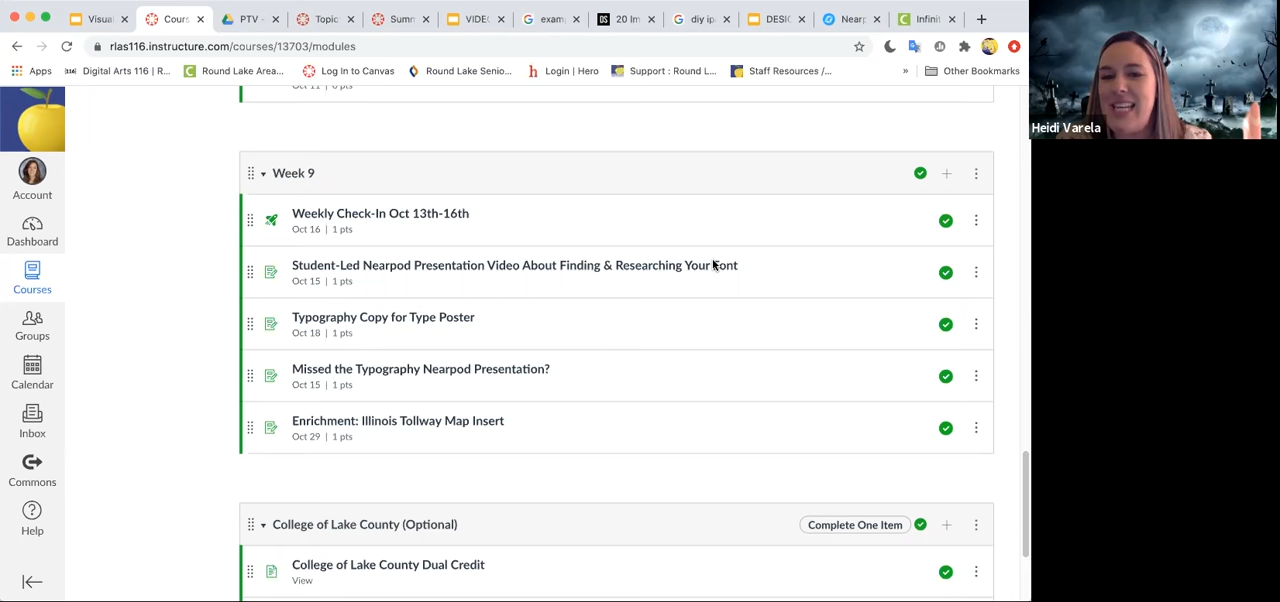 Visual
Cours
PTV -
Topic
Summ
VIDE
exam
DS 20 Im
diy ip
DESI
Nearp
Infinit
rlas116.instructure.com/courses/13703/modules
Apps
116 Digital Arts 116 | R...
Round Lake Area...
Log In to Canvas
Round Lake Senio...
h Login | Hero
Support : Round L...
Staff Resources /...
»
Other Bookmarks
Heidi Varela
Account
Dashboard
Courses
Groups
Calendar
Inbox
Commons
Help
Oct 11 | 0 pts
Week 9
Weekly Check-In Oct 13th-16th
Oct 16 | 1 pts
Student-Led Nearpod Presentation Video About Finding & Researching Your Font
Oct 15 | 1 pts
Typography Copy for Type Poster
Oct 18 | 1 pts
Missed the Typography Nearpod Presentation?
Oct 15 | 1 pts
Enrichment: Illinois Tollway Map Insert
Oct 29 | 1 pts
College of Lake County (Optional)
Complete One Item
College of Lake County Dual Credit
View